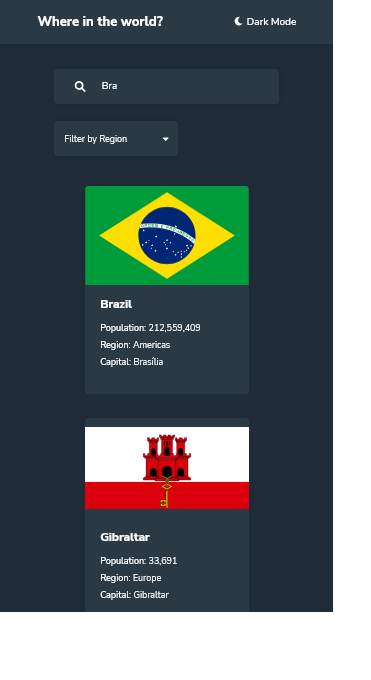 Where in the world?
Dark Mode
Bra
Filter by Region
Brazil
Population: 212,559,409
Region: Americas
Capital: Brasília
Gibraltar
Population: 33,691
Region: Europe
Capital: Gibraltar